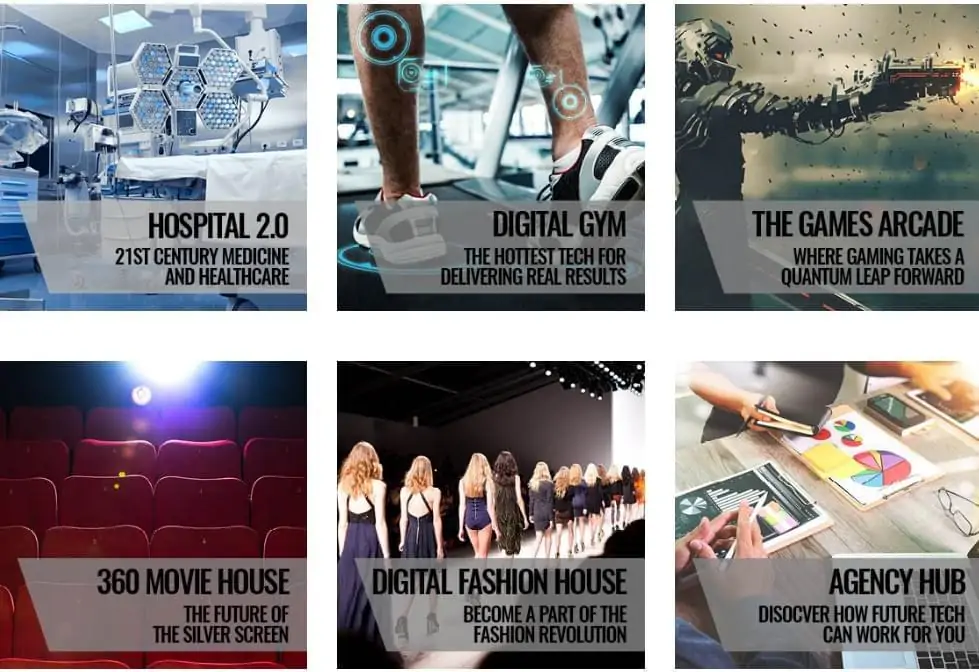 HOSPITAL 2.0
21ST CENTURY MEDICINE
AND HEALTHCARE
DIGITAL GYM
THE HOTTEST TECH FOR
DELIVERING REAL RESULTS
THE GAMES ARCADE
WHERE GAMING TAKES A
QUANTUM LEAP FORWARD
360 MOVIE HOUSE
THE FUTURE OF
THE SILVER SCREEN
DIGITAL FASHION HOUSE
BECOME A PART OF THE
FASHION REVOLUTION
AGENCY HUB
DISOCVER HOW FUTURE TECH
CAN WORK FOR YOU